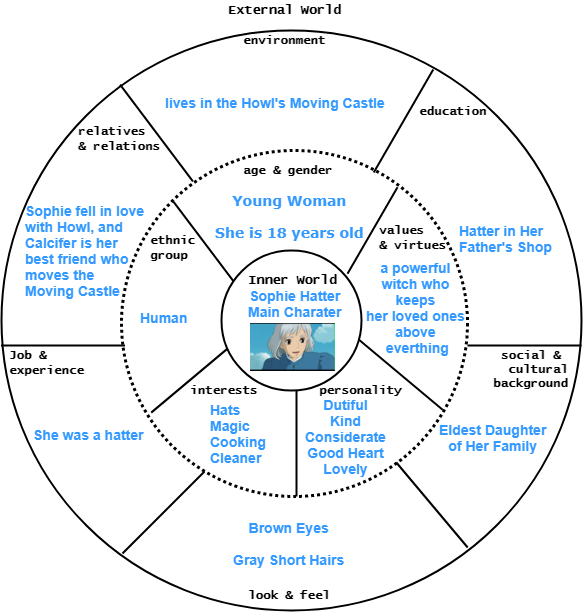 External World
environment
lives in the Howl's Moving Castle
education
Hatter in Her
Father's Shop
relatives
& relations
Sophie fell in love
with Howl, and
Calcifer is her
best friend who
moves the
Moving Castle
age & gender
Young Woman
She is 18 years old
values
& virtues
a powerful
witch who
keeps
her loved ones
above
everthing
ethnic
group
Human
Inner World
Sophie Hatter
Main Charater
Job &
experience
She was a hatter
interests
Hats
Magic
Cooking
Cleaner
personality
Dutiful
Kind
Considerate
Good Heart
Lovely
social &
cultural
background
Eldest Daughter
of Her Family
Brown Eyes
Gray Short Hairs
look & feel